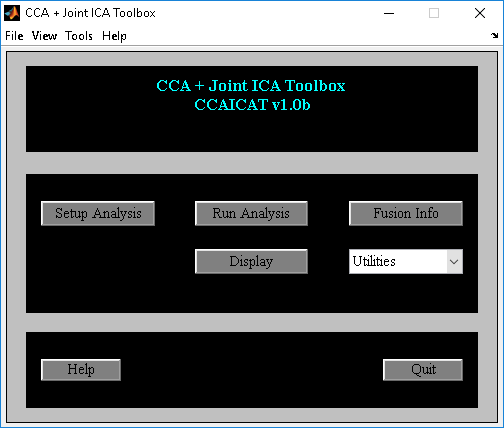 CCA + Joint ICA Toolbox
File View Tools Help
CCA + Joint ICA Toolbox
CCAICAT v1.0b
Setup Analysis Run Analysis Fusion Info
Display Utilities
Help Quit